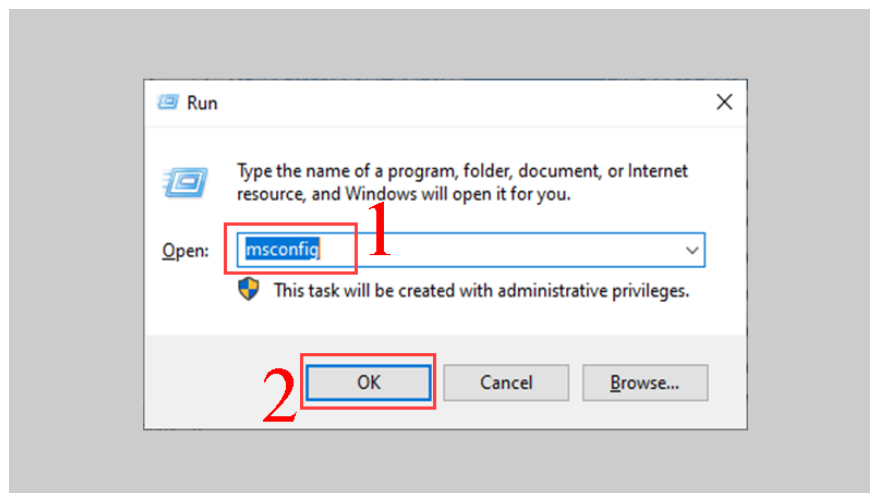 Run
Type the name of a program, folder, document, or Internet
resource, and Windows will open it for you.
1
Open: msconfig
This task will be created with administrative privileges.
2
OK Cancel Browse...